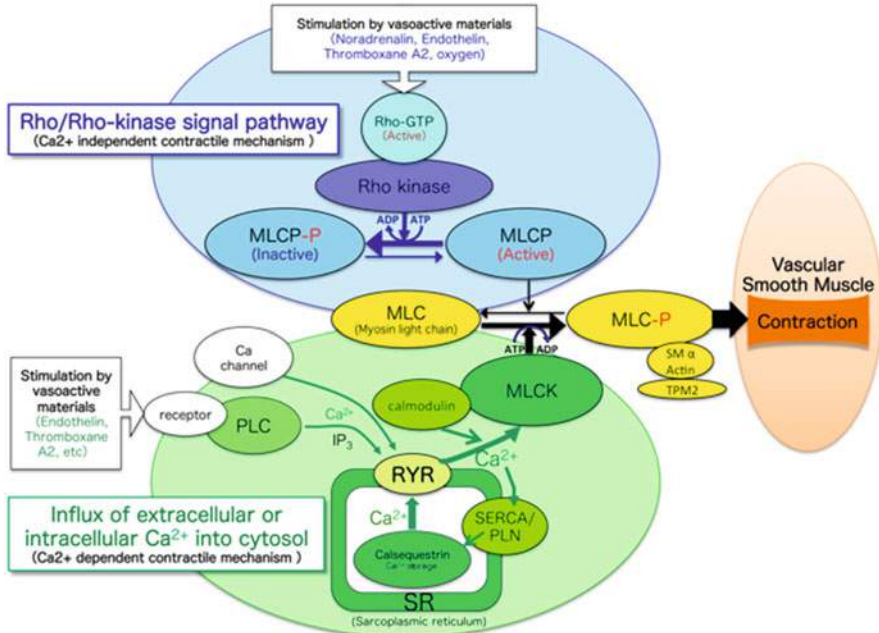 Stimulation by vasoactive materials
(Noradrenalin, Endothelin,
Thromboxane A2, oxygen)
Rho/Rho-kinase signal pathway
(Ca2+ independent contractile mechanism )
Rho-GTP
(Active)
Rho kinase
ADP ATP
MLCP-P
(Inactive)
MLCP
(Active)
MLC
(Myosin light chain)
MLC-P
ATP ADP
SM α
Actin
TPM2
Vascular
Smooth Muscle
Contraction
MLCK
Ca
channel
Stimulation by
vasoactive
materials
(Endothelin,
Thromboxane
A2, etc)
receptor
PLC
Ca²⁺
IP₃
calmodulin
RYR
Ca²⁺
Influx of extracellular or
intracellular Ca²⁺ into cytosol
(Ca2+ dependent contractile mechanism )
Ca²⁺
SERCA/
PLN
Calsequestrin
Ca²⁺ storage
SR
(Sarcoplasmic reticulum)